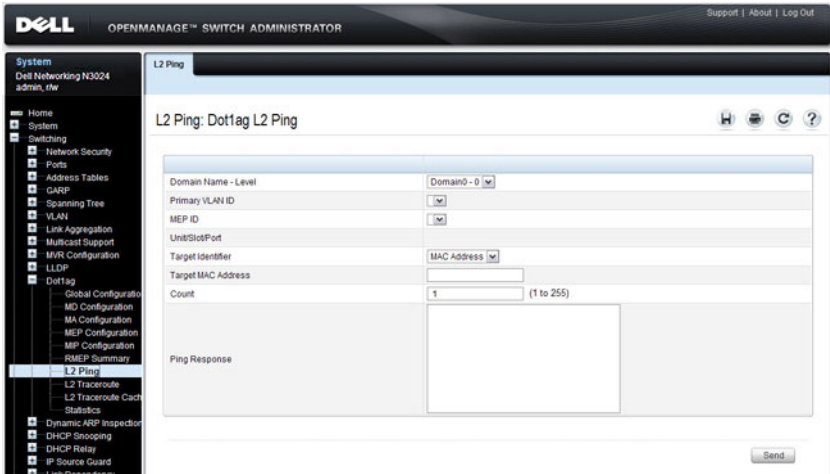 Support | About | Log Out
DELL OPENMANAGE™ SWITCH ADMINISTRATOR
System
Dell Networking N3024
admin, r/w
Home
System
Switching
Network Security
Ports
Address Tables
GARP
Spanning Tree
VLAN
Link Aggregation
Multicast Support
MVR Configuration
LLDP
Dot1ag
Global Configuratio
MD Configuration
MA Configuration
MEP Configuration
MIP Configuration
RMEP Summary
L2 Ping
L2 Traceroute
L2 Traceroute Cach
Statistics
Dynamic ARP Inspection
DHCP Snooping
DHCP Relay
IP Source Guard
Link Dependency
L2 Ping
L2 Ping: Dot1ag L2 Ping
Domain Name - Level Domain0 - 0
Primary VLAN ID
MEP ID
Unit/Slot/Port
Target Identifier MAC Address
Target MAC Address
Count 1 (1 to 255)
Ping Response
Send